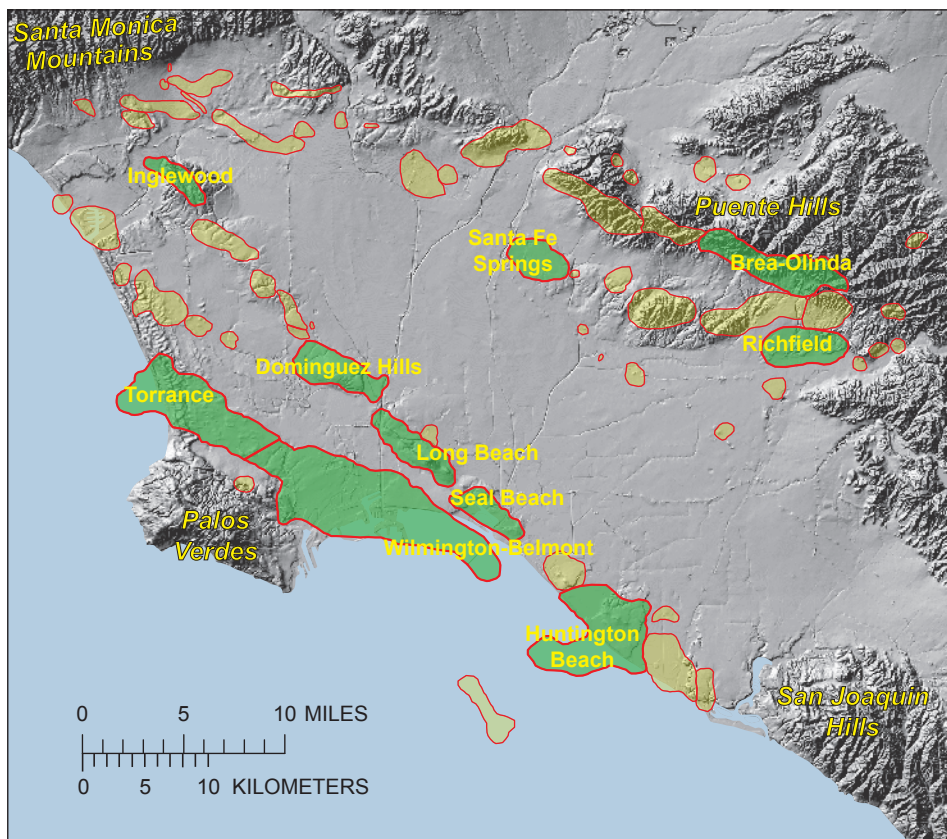 Santa Monica
Mountains
Inglewood
Puente Hills
Santa Fe
Springs
Brea-Olinda
Richfield
Dominguez Hills
Torrance
Long Beach
Seal Beach
Palos
Verdes
Wilmington-Belmont
Huntington
Beach
San Joaquin
Hills
0 5 10 MILES
0 5 10 KILOMETERS